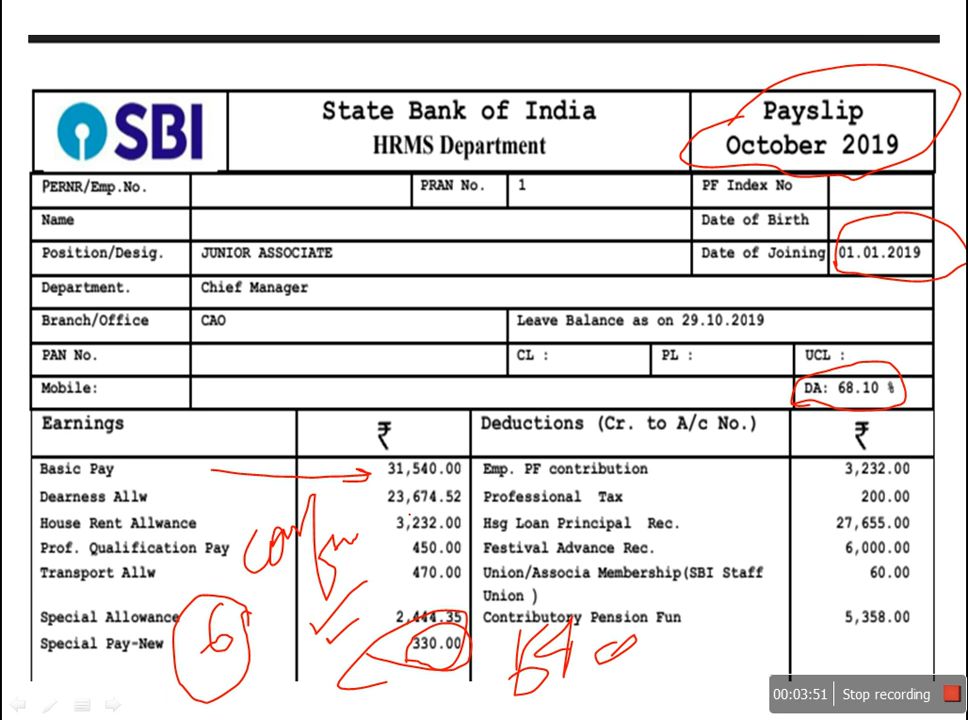 SBI
State Bank of India
HRMS Department
Payslip
October 2019
PERNR/Emp.No. PRAN No. 1 PF Index No
Name Date of Birth
Position/Desig. JUNIOR ASSOCIATE Date of Joining 01.01.2019
Department. Chief Manager
Branch/Office CAO Leave Balance as on 29.10.2019
PAN No. CL : PL : UCL :
Mobile: DA: 68.10 %
Earnings ₹ Deductions (Cr. to A/c No.) ₹
Basic Pay 31,540.00 Emp. PF contribution 3,232.00
Dearness Allw 23,674.52 Professional Tax 200.00
House Rent Allwance 3,232.00 Hsg Loan Principal Rec. 27,655.00
Prof. Qualification Pay 450.00 Festival Advance Rec. 6,000.00
Transport Allw 470.00 Union/Associa Membership(SBI Staff Union ) 60.00
Special Allowance 2,444.35 Contributory Pension Fun 5,358.00
Special Pay-New 330.00
6
00:03:51 Stop recording